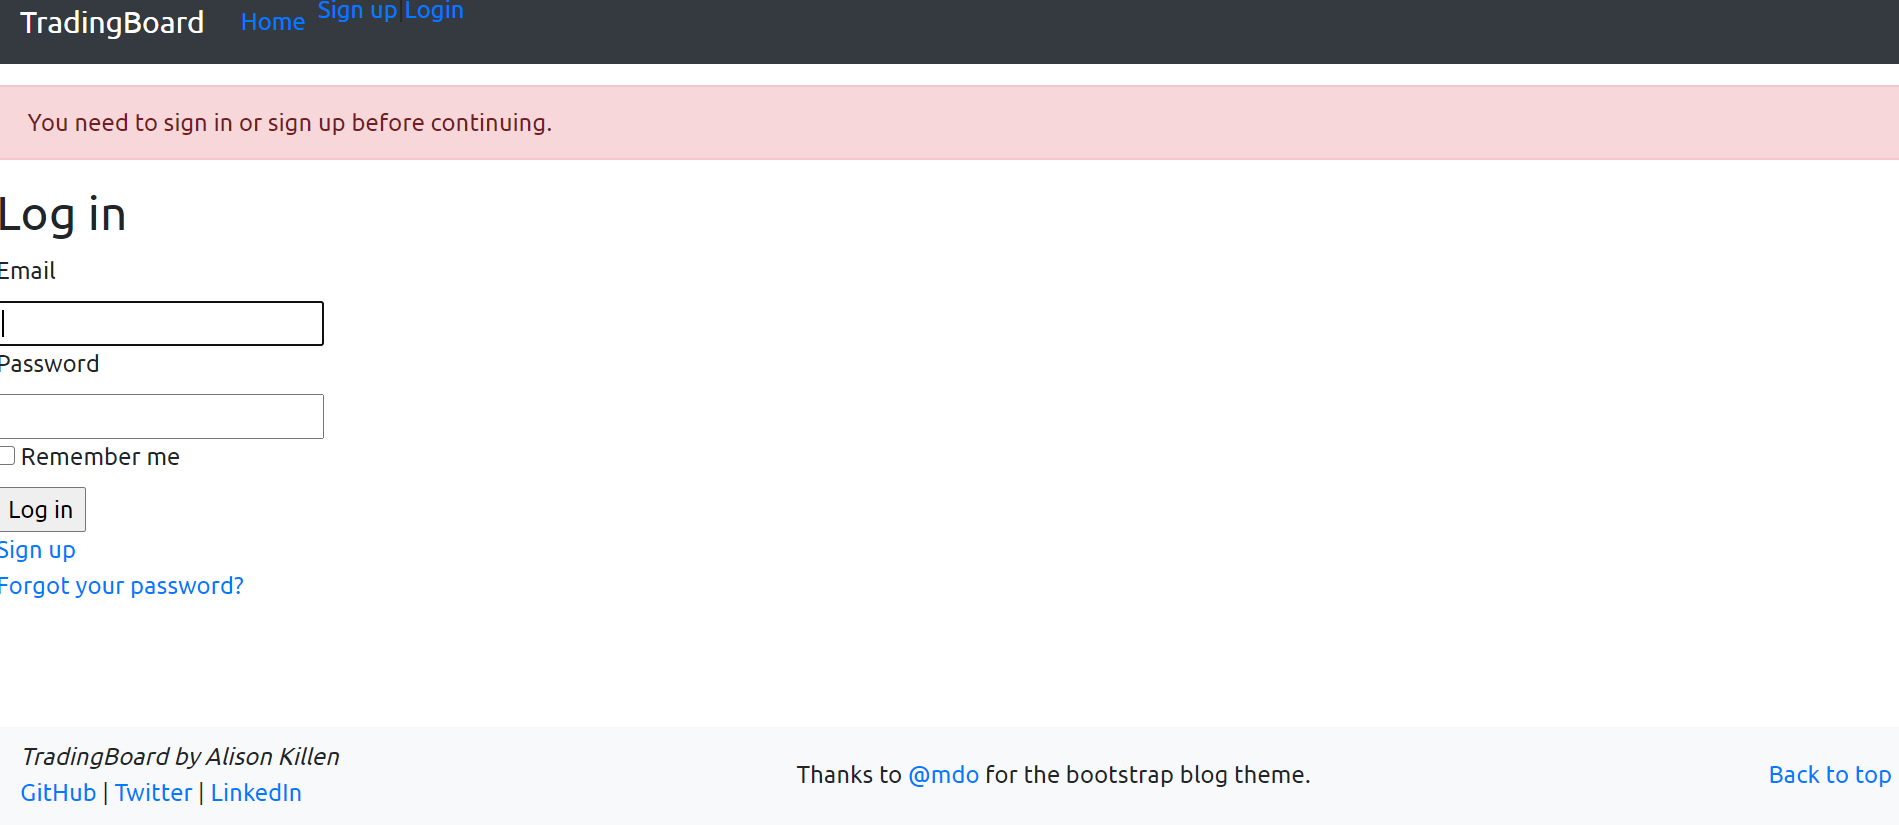 TradingBoard Home Sign up|Login
You need to sign in or sign up before continuing.
Log in
Email
Password
Remember me
Log in
Sign up
Forgot your password?
TradingBoard by Alison Killen
GitHub | Twitter | LinkedIn
Thanks to @mdo for the bootstrap blog theme.
Back to top